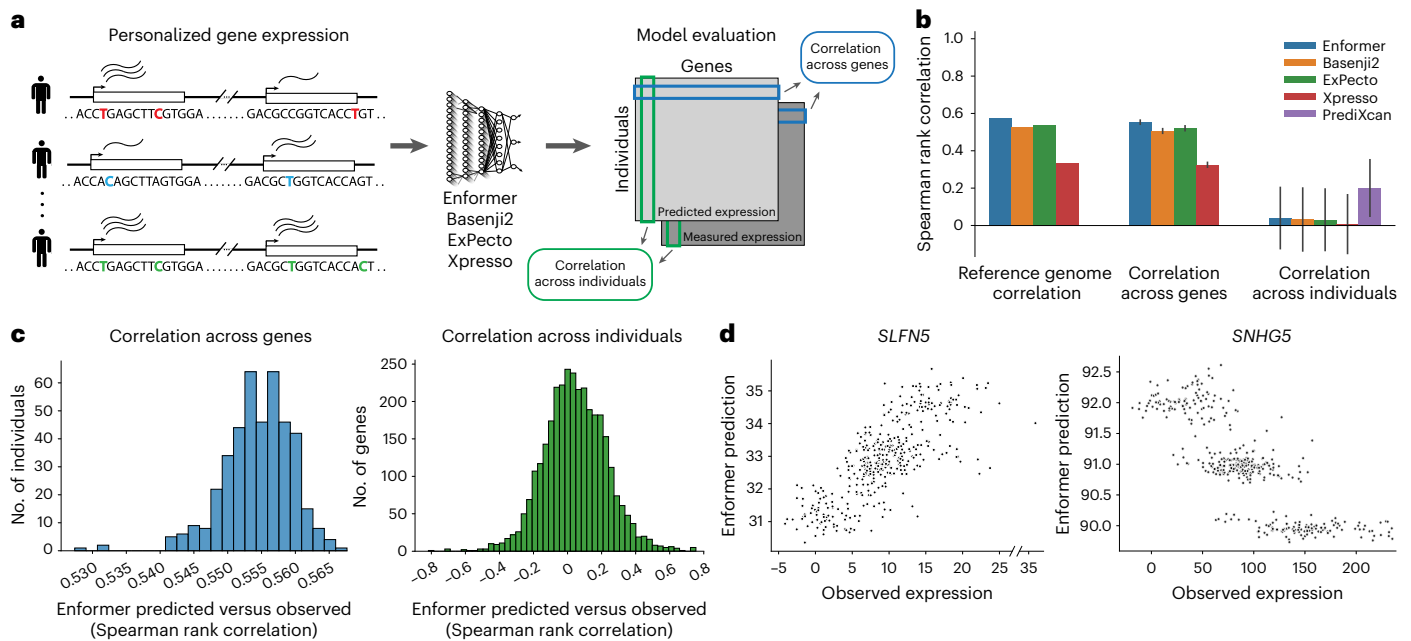 a
Personalized gene expression
. . ACCTGAGCTTCGTGGA . . . . . . . GACGCCGGTCACCTGT . .
. . ACCACAGCTTAGTGGA . . . . . . . GACGCTGGTCACCAGT . .
. . ACCTGAGCTTCGTGGA . . . . . . . GACGCTGGTCACCACT . .
Enformer
Basenji2
ExPecto
Xpresso
Model evaluation
Genes
Individuals
Predicted expression
Measured expression
Correlation
across genes
Correlation
across individuals
b
Spearman rank correlation
1.0
0.8
0.6
0.4
0.2
0
Enformer
Basenji2
ExPecto
Xpresso
PrediXcan
Reference genome
correlation
Correlation
across genes
Correlation
across individuals
c
Correlation across genes
No. of individuals
60
50
40
30
20
10
0
0.530
0.535
0.540
0.545
0.550
0.555
0.560
0.565
Enformer predicted versus observed
(Spearman rank correlation)
Correlation across individuals
No. of genes
250
200
150
100
50
0
−0.8
−0.6
−0.4
−0.2
0
0.2
0.4
0.6
0.8
Enformer predicted versus observed
(Spearman rank correlation)
d
SLFN5
Enformer prediction
35
34
33
32
31
−5
0
5
10
15
20
25
35
Observed expression
SNHG5
Enformer prediction
92.5
92.0
91.5
91.0
90.5
90.0
0
50
100
150
200
Observed expression